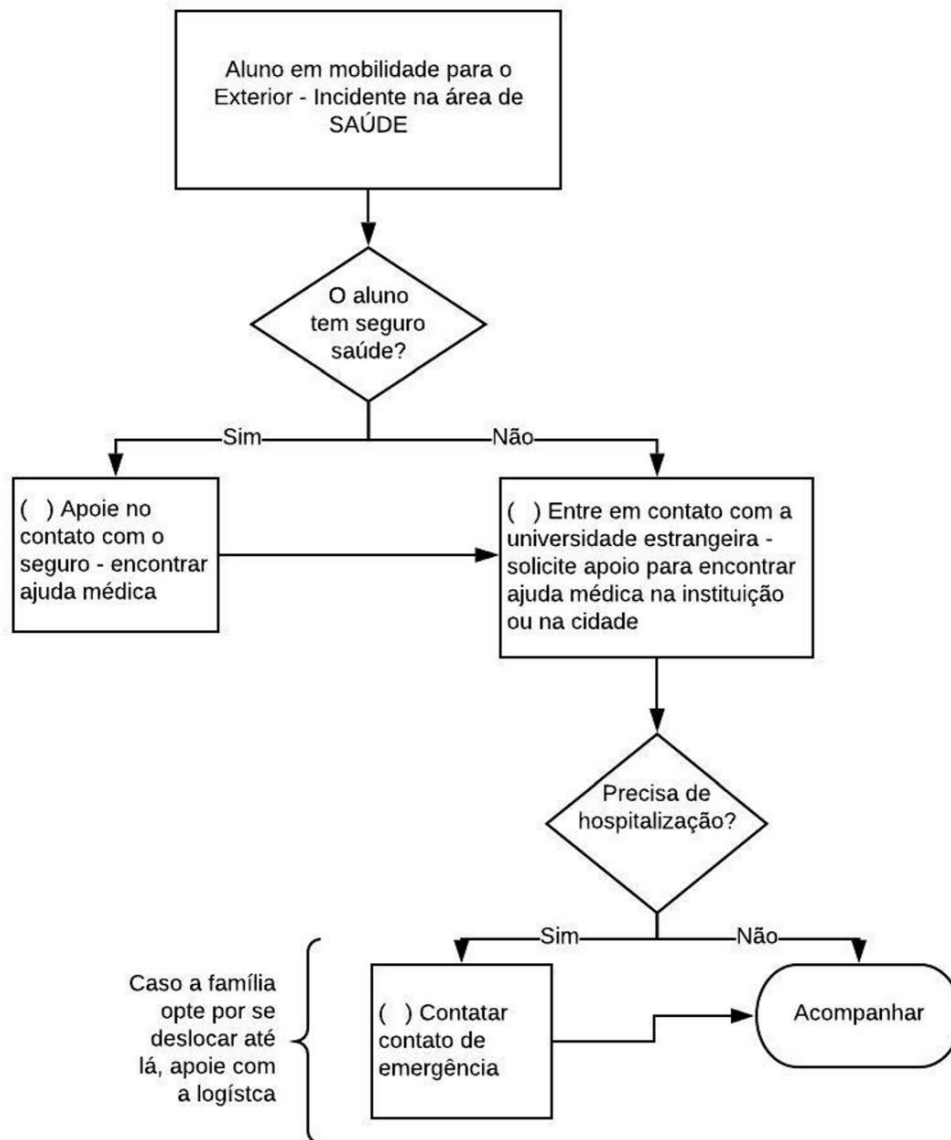 Aluno em mobilidade para o
Exterior - Incidente na área de
SAÚDE
O aluno
tem seguro
saúde?
Sim
Não
( ) Apoie no
contato com o
seguro - encontrar
ajuda médica
( ) Entre em contato com a
universidade estrangeira -
solicite apoio para encontrar
ajuda médica na instituição
ou na cidade
Precisa de
hospitalização?
Sim
Não
Caso a família
opte por se
deslocar até
lá, apoie com
a logístca
( ) Contatar
contato de
emergência
Acompanhar